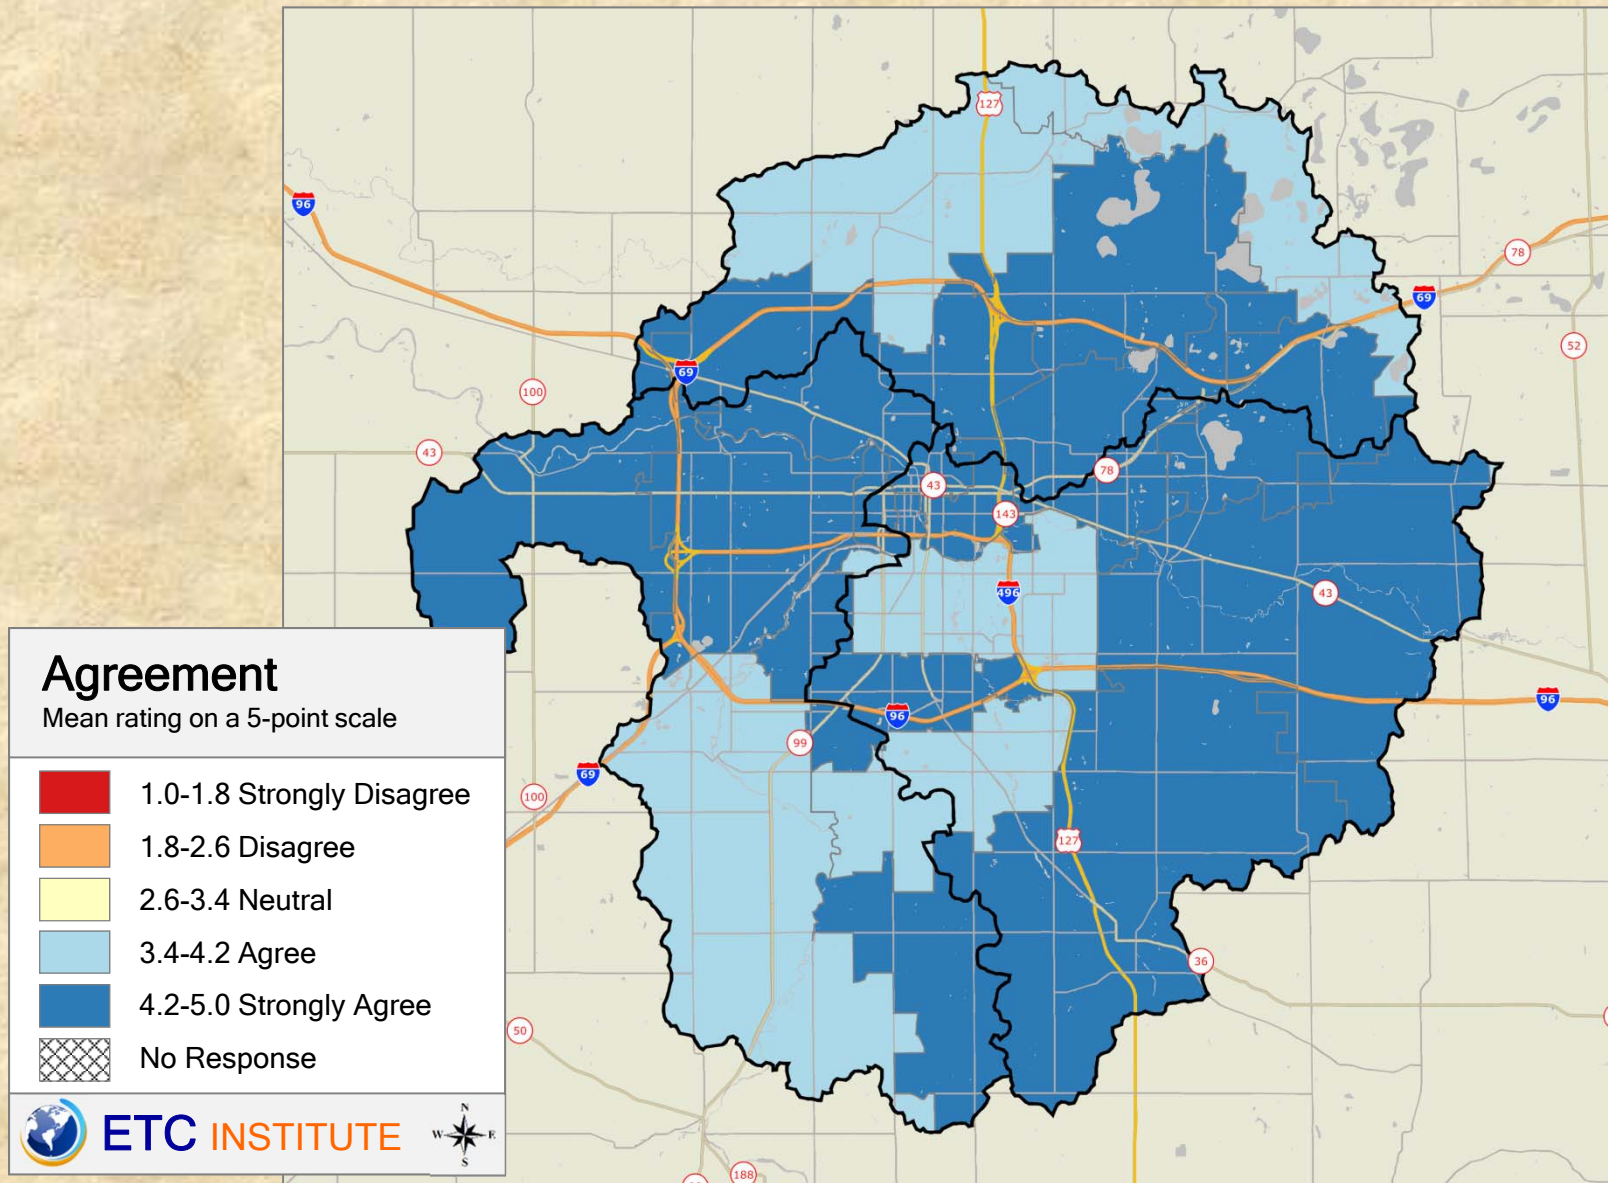 127
96
78
69
52
69
100
43
78
43
143
496
43
96
96
99
69
100
127
36
50
188
Agreement
Mean rating on a 5-point scale
1.0-1.8 Strongly Disagree
1.8-2.6 Disagree
2.6-3.4 Neutral
3.4-4.2 Agree
4.2-5.0 Strongly Agree
No Response
ETC INSTITUTE
N
W E
S